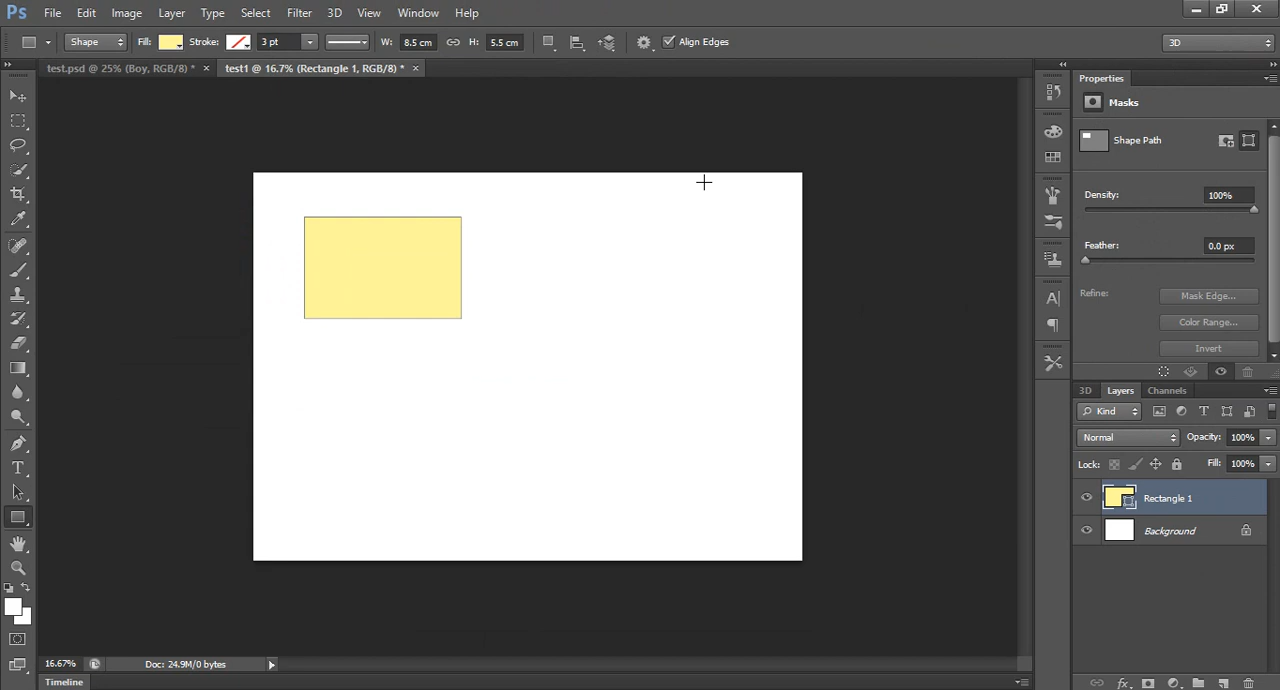 Ps File Edit Image Layer Type Select Filter 3D View Window Help
Shape Fill: Stroke: 3 pt W: 8.5 cm H: 5.5 cm Align Edges 3D
test.psd @ 25% (Boy, RGB/8) * × test1 @ 16.7% (Rectangle 1, RGB/8) * ×
Properties
Masks
Shape Path
Density: 100%
Feather: 0.0 px
Refine: Mask Edge...
Color Range...
Invert
3D Layers Channels
Kind
Normal Opacity: 100%
Lock: Fill: 100%
Rectangle 1
Background
16.67% Doc: 24.9M/0 bytes
Timeline